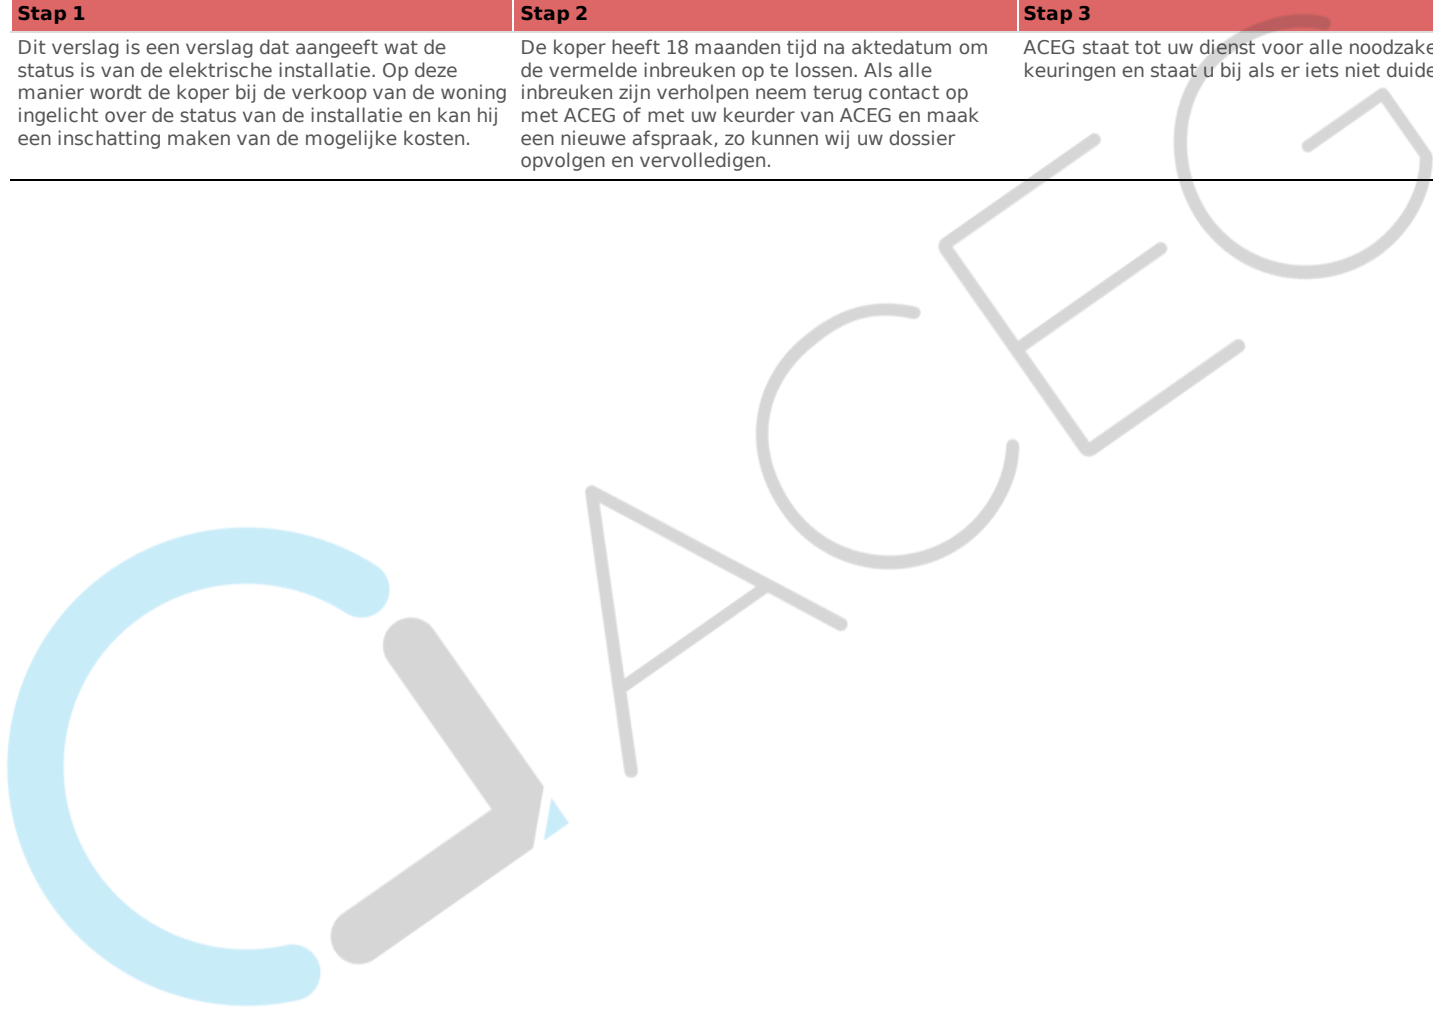 Stap 1
Dit verslag is een verslag dat aangeeft wat de
status is van de elektrische installatie. Op deze
manier wordt de koper bij de verkoop van de woning
ingelicht over de status van de installatie en kan hij
een inschatting maken van de mogelijke kosten.
Stap 2
De koper heeft 18 maanden tijd na aktedatum om
de vermelde inbreuken op te lossen. Als alle
inbreuken zijn verholpen neem terug contact op
met ACEG of met uw keurder van ACEG en maak
een nieuwe afspraak, zo kunnen wij uw dossier
opvolgen en vervolledigen.
Stap 3
ACEG staat tot uw dienst voor alle
keuringen en staat u bij als er iets niet
ACEG